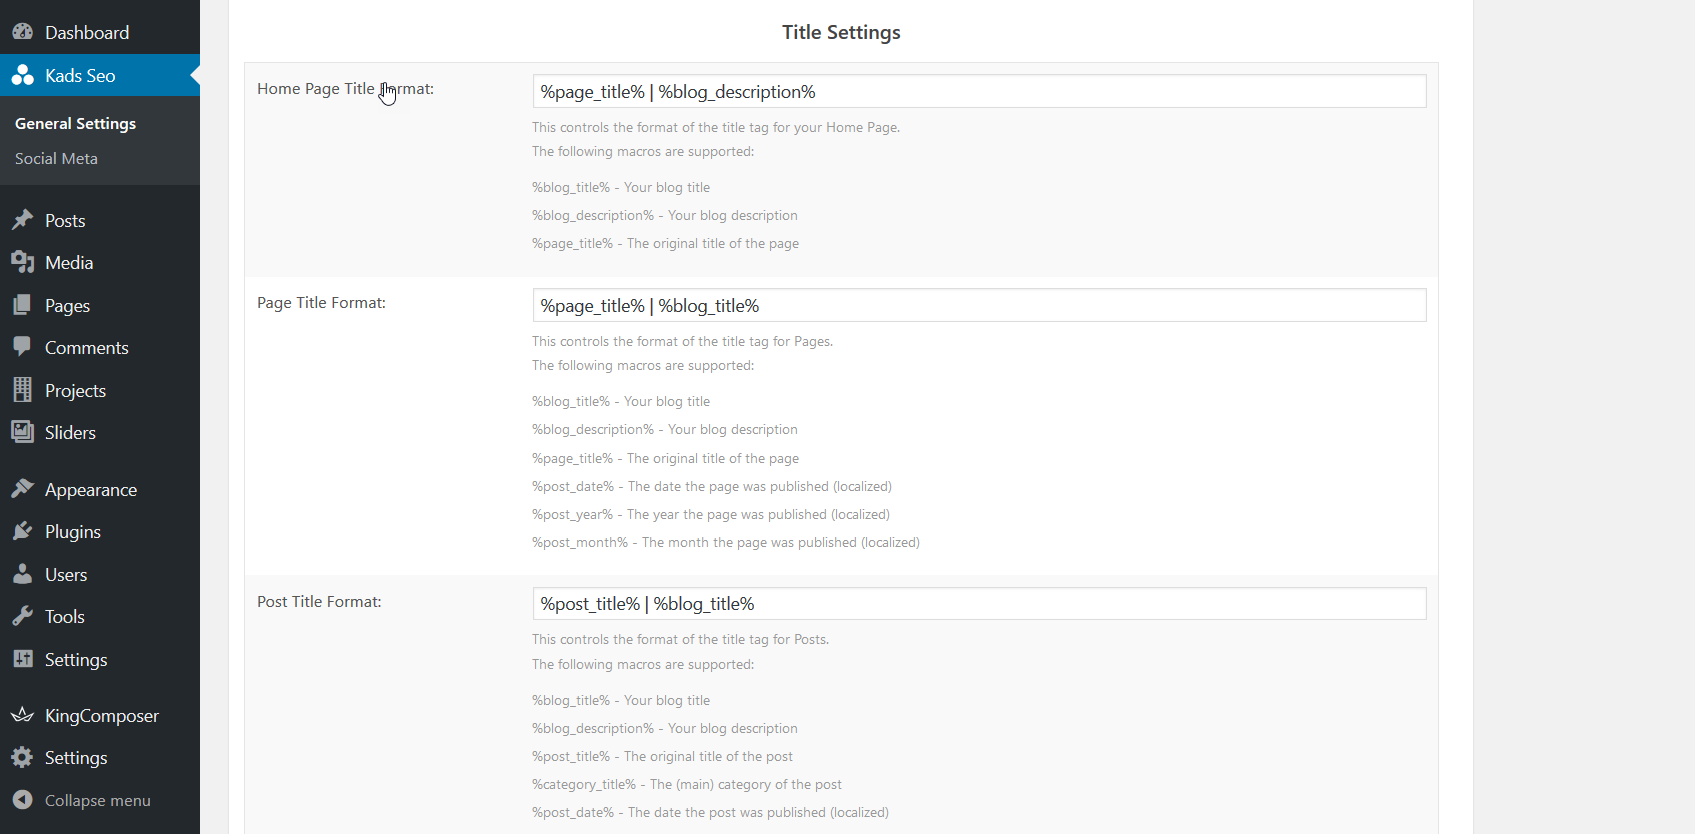 Dashboard
Kads Seo
General Settings
Social Meta
Posts
Media
Pages
Comments
Projects
Sliders
Appearance
Plugins
Users
Tools
Settings
KingComposer
Settings
Collapse menu
Title Settings
Home Page Title Format:
%page_title% | %blog_description%
This controls the format of the title tag for your Home Page.
The following macros are supported:
%blog_title% - Your blog title
%blog_description% - Your blog description
%page_title% - The original title of the page
Page Title Format:
%page_title% | %blog_title%
This controls the format of the title tag for Pages.
The following macros are supported:
%blog_title% - Your blog title
%blog_description% - Your blog description
%page_title% - The original title of the page
%post_date% - The date the page was published (localized)
%post_year% - The year the page was published (localized)
%post_month% - The month the page was published (localized)
Post Title Format:
%post_title% | %blog_title%
This controls the format of the title tag for Posts.
The following macros are supported:
%blog_title% - Your blog title
%blog_description% - Your blog description
%post_title% - The original title of the post
%category_title% - The (main) category of the post
%post_date% - The date the post was published (localized)